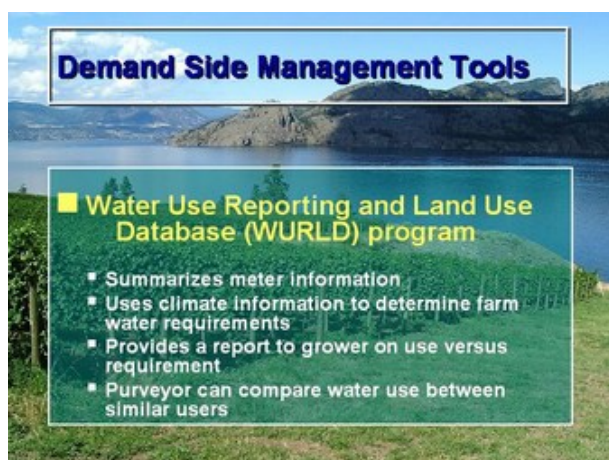 Demand Side Management Tools
Water Use Reporting and Land Use
Database (WURLD) program
Summarizes meter information
Uses climate information to determine farm
water requirements
Provides a report to grower on use versus
requirement
Purveyor can compare water use between
similar users